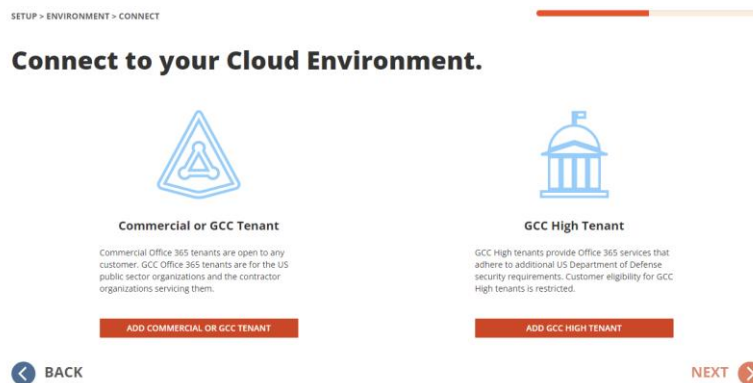 SETUP > ENVIRONMENT > CONNECT
Connect to your Cloud Environment.
Commercial or GCC Tenant
Commercial Office 365 tenants are open to any
customer. GCC Office 365 tenants are for the US
public sector organizations and the contractor
organizations servicing them.
ADD COMMERCIAL OR GCC TENANT
GCC High Tenant
GCC High tenants provide Office 365 services that
adhere to additional US Department of Defense
security requirements. Customer eligibility for GCC
High tenants is restricted.
ADD GCC HIGH TENANT
BACK
NEXT